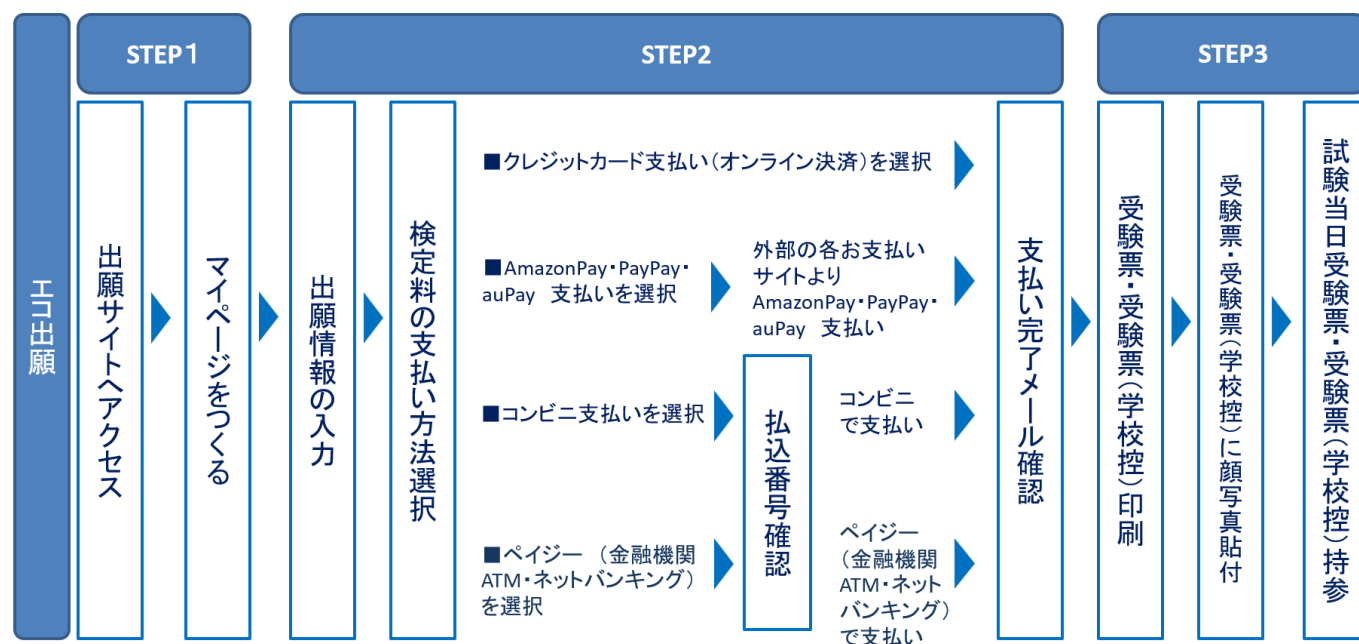 エコ出願
STEP1
出願サイトへアクセス
マイページをつくる
STEP2
出願情報の入力
検定料の支払い方法選択
■クレジットカード支払い(オンライン決済)を選択
■AmazonPay・PayPay・
auPay 支払いを選択
外部の各お支払い
サイトより
AmazonPay・PayPay・
auPay 支払い
■コンビニ支払いを選択
払込番号確認
コンビニ
で支払い
■ペイジー (金融機関
ATM・ネットバンキング)
を選択
ペイジー
(金融機関
ATM・ネット
バンキング)
で支払い
支払い完了メール確認
STEP3
受験票・受験票(学校控)印刷
受験票・受験票(学校控)に顔写真貼付
試験当日受験票・受験票(学校控)持参